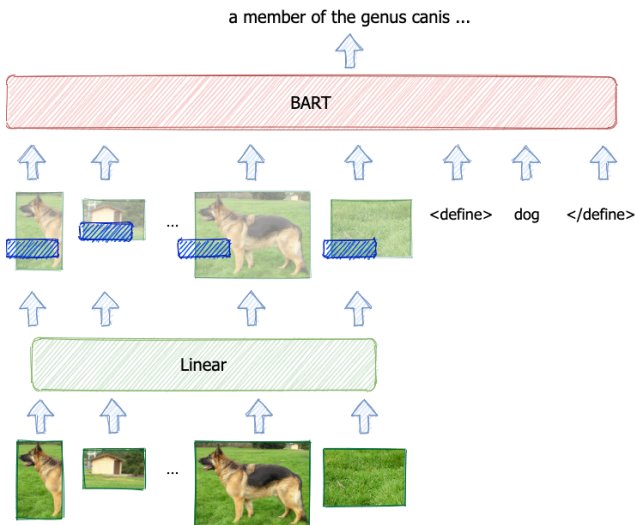 a member of the genus canis ...
BART
... <define> dog </define>
Linear
...